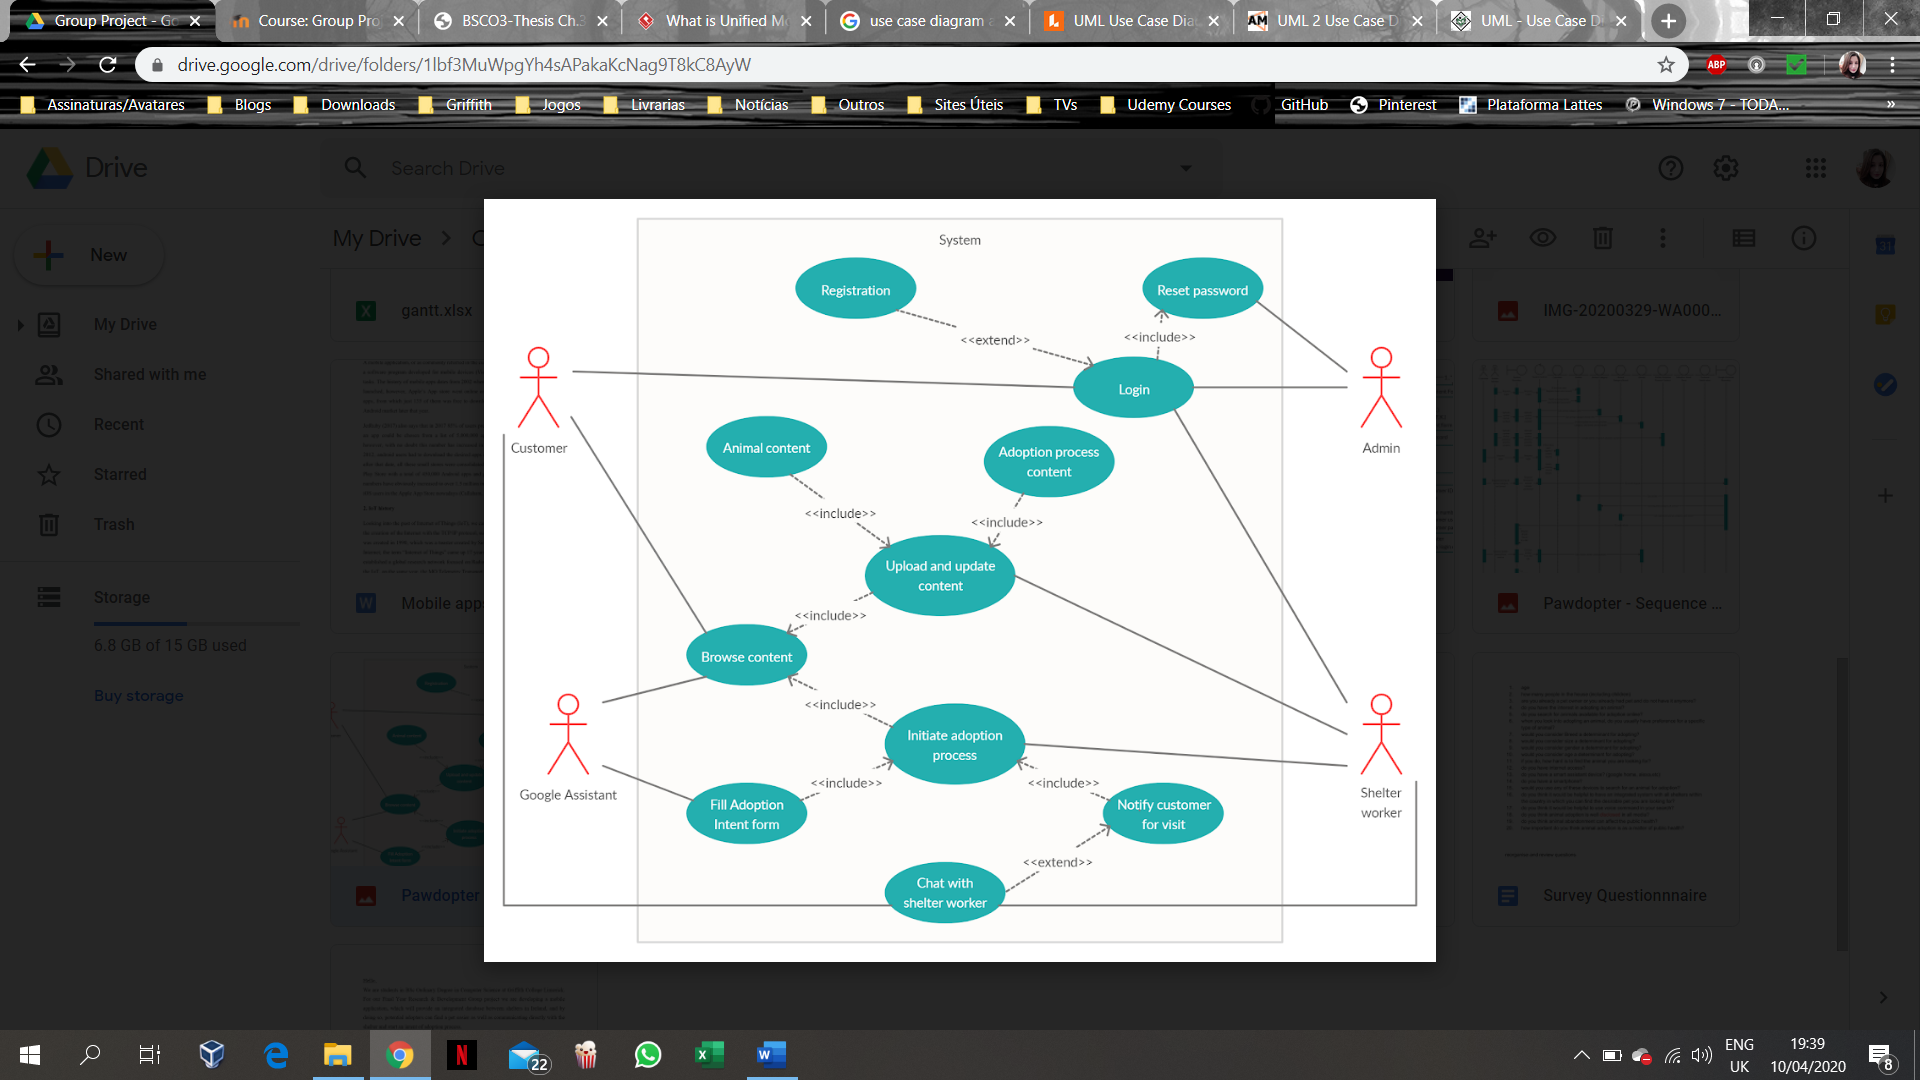 Group Project - Go
Course: Group Proj
BSCO3-Thesis Ch.3
What is Unified Mo
use case diagram a
UML Use Case Diag
UML 2 Use Case D
UML - Use Case Di
drive.google.com/drive/folders/1lbf3MuWpgYh4sAPakaKcNag9T8kC8AyW
ABP
Assinaturas/Avatares
Blogs
Downloads
Griffith
Jogos
Livrarias
Notícias
Outros
Sites Úteis
TVs
Udemy Courses
GitHub
Pinterest
Plataforma Lattes
Windows 7 - TODA...
»
Drive
Search Drive
New
My Drive
My Drive
Shared with me
Recent
Starred
Trash
Storage
6.8 GB of 15 GB used
Buy storage
gantt.xlsx
IMG-20200329-WA000...
Mobile app
Pawdopter - Sequence ...
Pawdopter
Survey Questionnnaire
System
Registration
Reset password
<<extend>>
<<include>>
Login
Customer
Admin
Animal content
Adoption process
content
<<include>>
<<include>>
Upload and update
content
<<include>>
Browse content
<<include>>
Initiate adoption
process
Google Assistant
<<include>>
<<include>>
Shelter
worker
Fill Adoption
Intent form
Notify customer
for visit
<<extend>>
Chat with
shelter worker
22
ENG
UK
19:39
10/04/2020
8